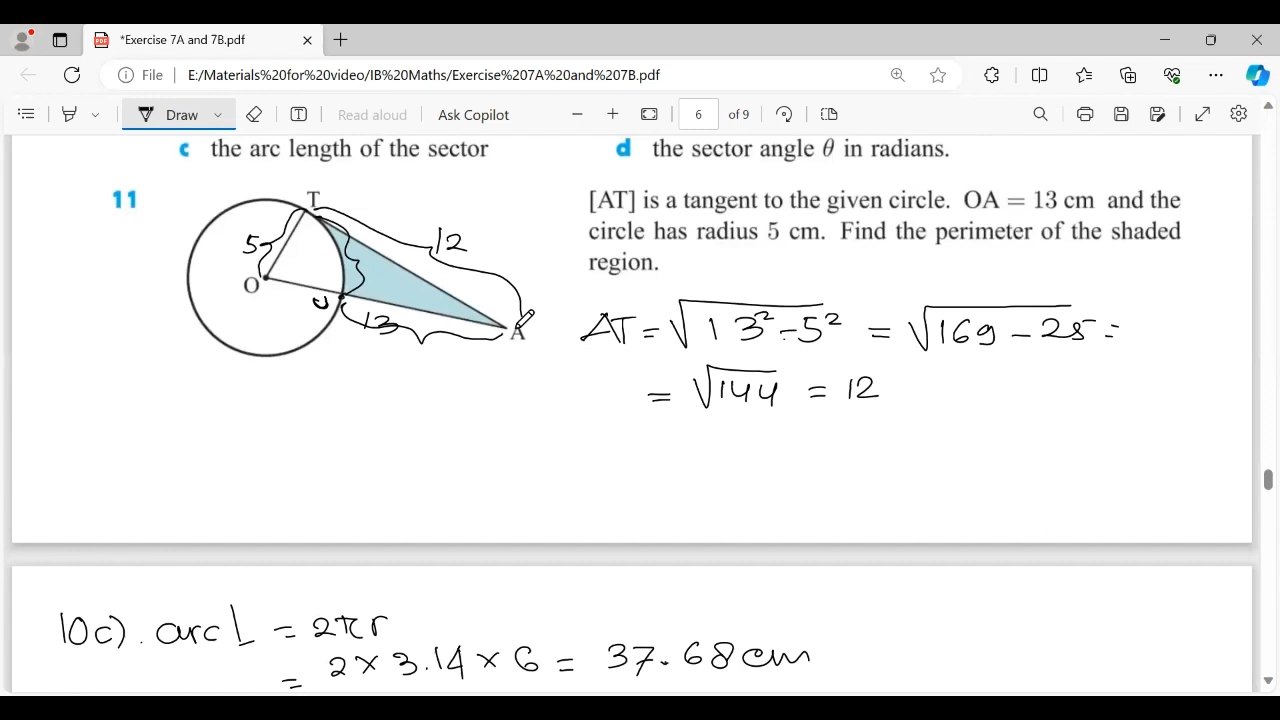 *Exercise 7A and 7B.pdf
File E:/Materials%20for%20video/IB%20Maths/Exercise%207A%20and%207B.pdf
Draw Read aloud Ask Copilot 6 of 9
c the arc length of the sector d the sector angle θ in radians.
11
T
5
12
O
U
13
A
[AT] is a tangent to the given circle. OA = 13 cm and the
circle has radius 5 cm. Find the perimeter of the shaded
region.
AT = √13² - 5² = √169 - 25 =
= √144 = 12
10c). arc L = 2πr
= 2 × 3.14 × 6 = 37.68 cm